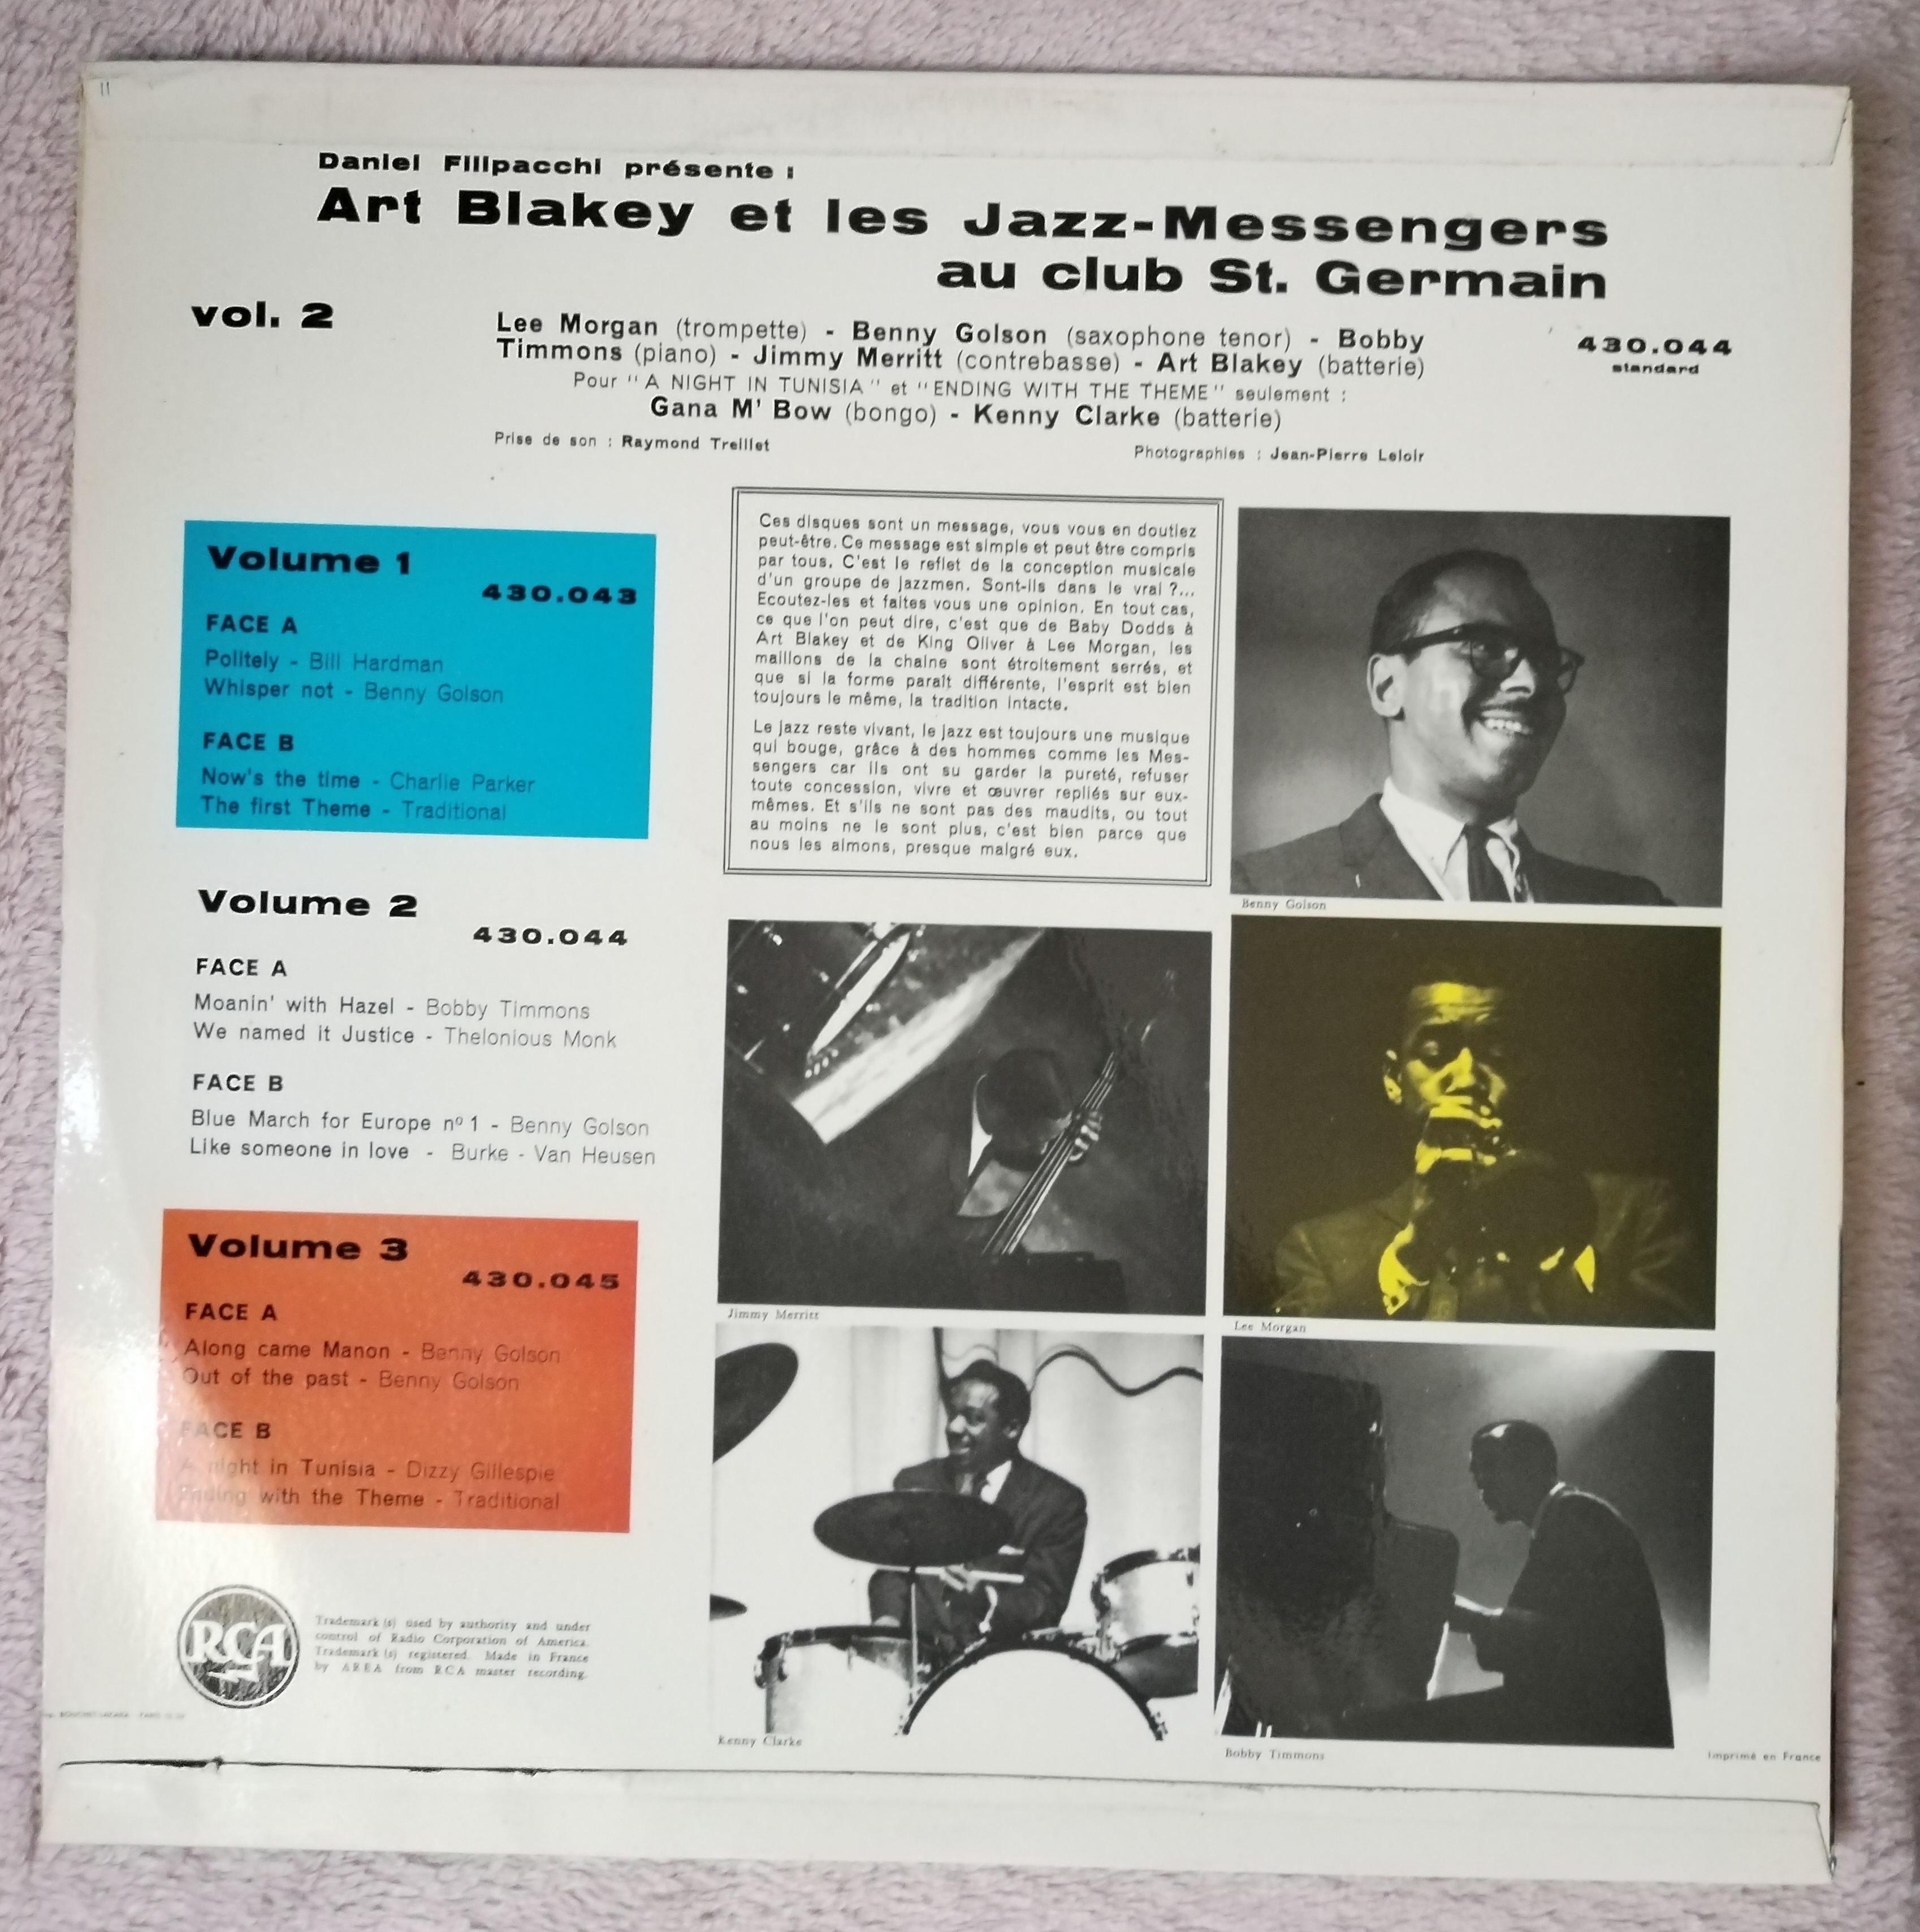 II
Daniel Filipacchi présente :
Art Blakey et les Jazz-Messengers
au club St. Germain
vol. 2
Lee Morgan (trompette) - Benny Golson (saxophone tenor) - Bobby
Timmons (piano) - Jimmy Merritt (contrebasse) - Art Blakey (batterie)
Pour "A NIGHT IN TUNISIA" et "ENDING WITH THE THEME" seulement :
Gana M' Bow (bongo) - Kenny Clarke (batterie)
Prise de son : Raymond Treillet
Photographies : Jean-Pierre Leloir
430.044
standard
Volume 1
430.043
FACE A
Politely - Bill Hardman
Whisper not - Benny Golson
FACE B
Now's the time - Charlie Parker
The first Theme - Traditional
Volume 2
430.044
FACE A
Moanin' with Hazel - Bobby Timmons
We named it Justice - Thelonious Monk
FACE B
Blue March for Europe nº 1 - Benny Golson
Like someone in love - Burke - Van Heusen
Volume 3
430.045
FACE A
Along came Manon - Benny Golson
Out of the past - Benny Golson
FACE B
A night in Tunisia - Dizzy Gillespie
Ending with the Theme - Traditional
Ces disques sont un message, vous vous en doutiez
peut-être. Ce message est simple et peut être compris
par tous. C'est le reflet de la conception musicale
d'un groupe de jazzmen. Sont-ils dans le vrai ?...
Ecoutez-les et faites vous une opinion. En tout cas,
ce que l'on peut dire, c'est que de Baby Dodds à
Art Blakey et de King Oliver à Lee Morgan, les
maillons de la chaine sont étroitement serrés, et
que si la forme paraît différente, l'esprit est bien
toujours le même, la tradition intacte.
Le jazz reste vivant, le jazz est toujours une musique
qui bouge, grâce à des hommes comme les Mes-
sengers car ils ont su garder la pureté, refuser
toute concession, vivre et œuvrer repliés sur eux-
mêmes. Et s'ils ne sont pas des maudits, ou tout
au moins ne le sont plus, c'est bien parce que
nous les aimons, presque malgré eux.
Benny Golson
Jimmy Merritt
Lee Morgan
Kenny Clarke
Bobby Timmons
RCA
Trademark (s) used by authority and under
control of Radio Corporation of America.
Trademark (s) registered. Made in France
by AREA from RCA master recording.
Imprimé en France